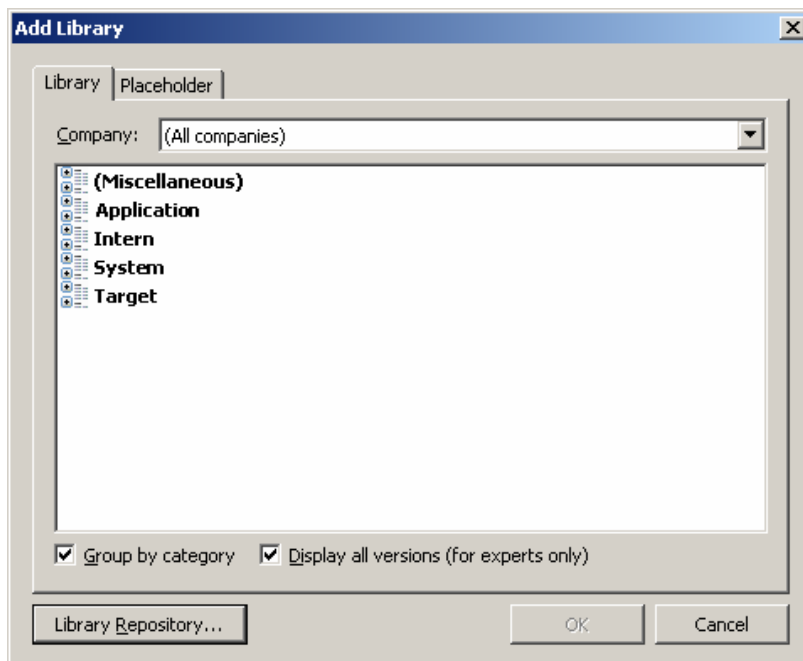 Add Library
Library Placeholder
Company: (All companies)
(Miscellaneous)
Application
Intern
System
Target
Group by category Display all versions (for experts only)
Library Repository... OK Cancel